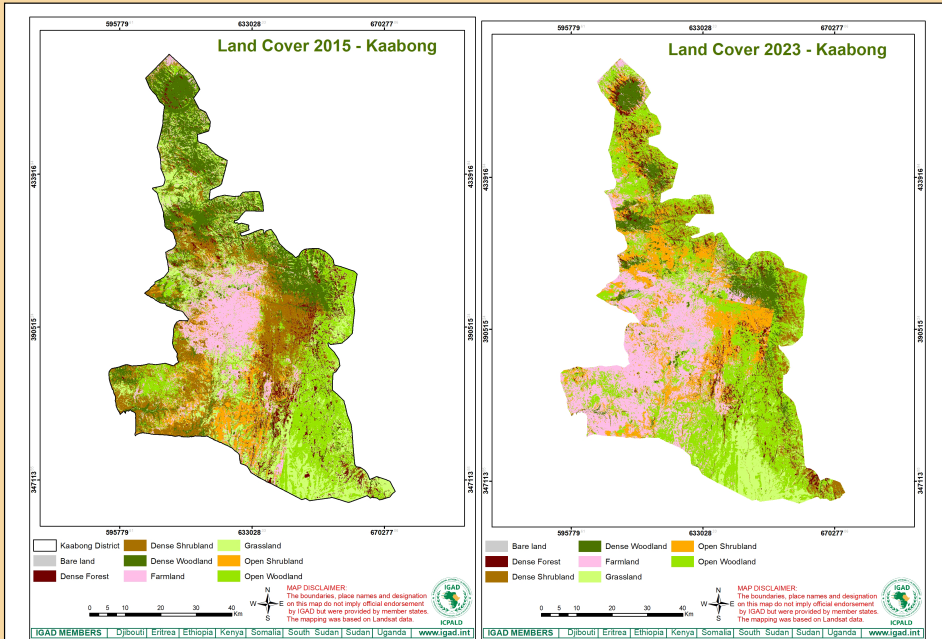 595779 633028 670277
Land Cover 2015 - Kaabong
433916
433916
390515
390515
347113
347113
595779 633028 670277
Kaabong District
Bare land
Dense Forest
Dense Shrubland
Dense Woodland
Farmland
Grassland
Open Shrubland
Open Woodland
0 5 10 20 30 40
Km
N
W E
S
MAP DISCLAIMER:
The boundaries, place names and designation
on this map do not imply official endorsement
by IGAD but were provided by member states.
The mapping was based on Landsat data.
IGAD
ICPALD
IGAD MEMBERS Djibouti Eritrea Ethiopia Kenya Somalia South Sudan Sudan Uganda www.igad.int
595779 633028 670277
Land Cover 2023 - Kaabong
433916
433916
390515
390515
347113
347113
595779 633028 670277
Bare land
Dense Forest
Dense Shrubland
Dense Woodland
Farmland
Grassland
Open Shrubland
Open Woodland
0 5 10 20 30 40
Km
N
W E
S
MAP DISCLAIMER:
The boundaries, place names and designation
on this map do not imply official endorsement
by IGAD but were provided by member states.
The mapping was based on Landsat data.
IGAD
ICPALD
IGAD MEMBERS Djibouti Eritrea Ethiopia Kenya Somalia South Sudan Sudan Uganda www.igad.int